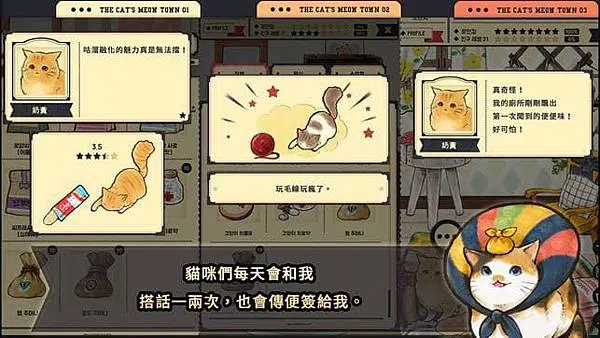 THE CAT'S MEOW TOWN 01
咕溜融化的魅力真是無法擋！
奶黃
3.5
THE CAT'S MEOW TOWN 02
PROFILE
玩毛線玩瘋了。
THE CAT'S MEOW TOWN 03
PROFILE
100%
真奇怪！
我的廁所剛剛飄出
第一次聞到的便便味！
好可怕！
奶黃
貓咪們每天會和我
搭話一兩次，也會傳便簽給我。